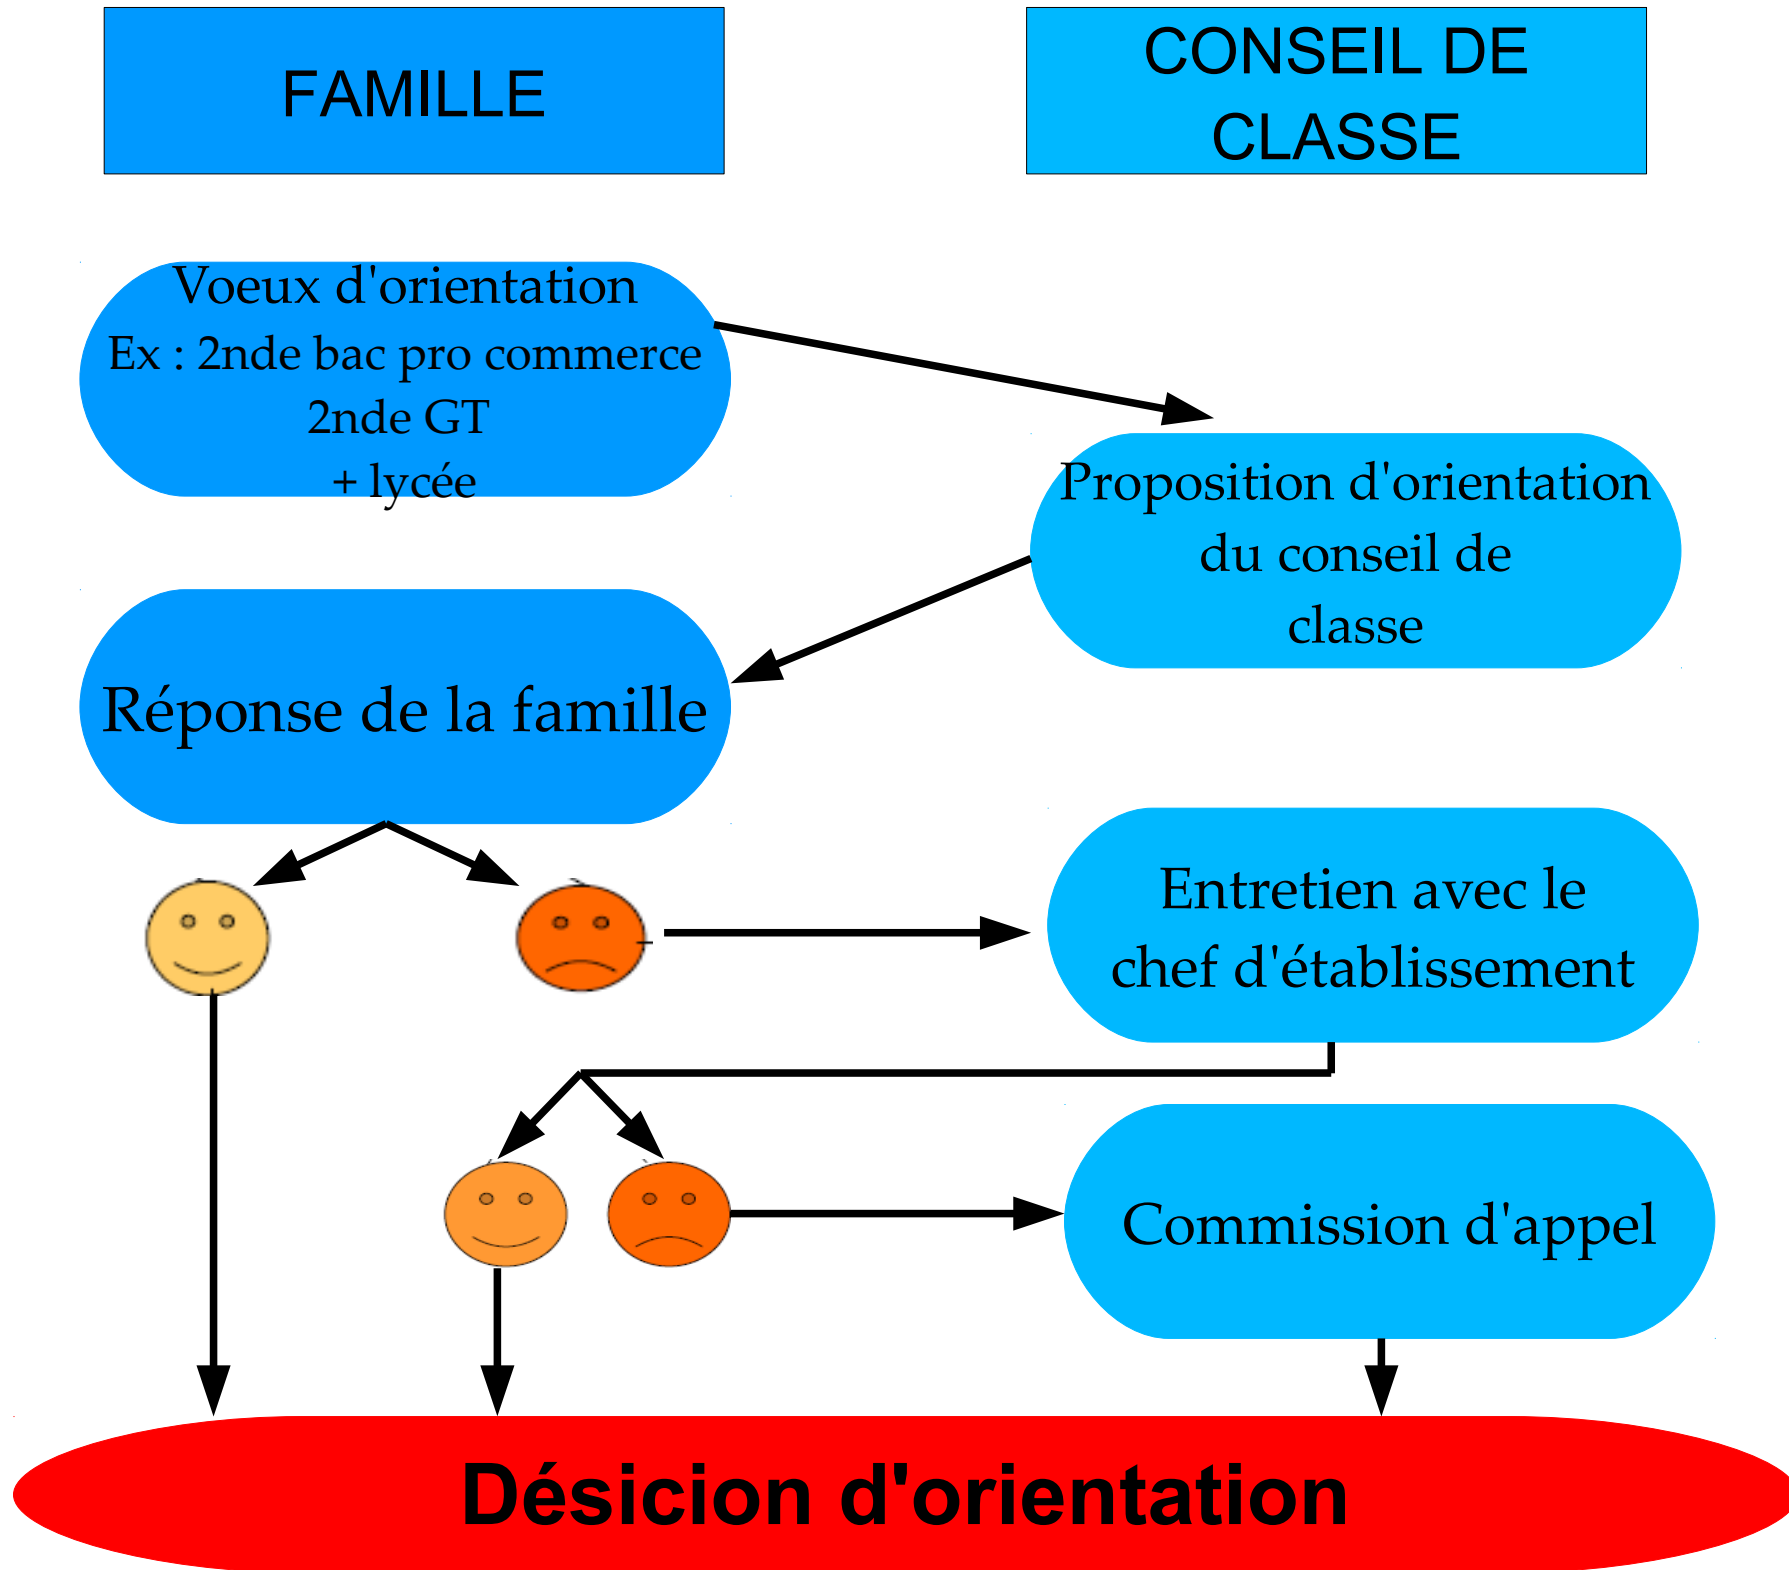 FAMILLE
CONSEIL DE
CLASSE
Voeux d'orientation
Ex : 2nde bac pro commerce
2nde GT
+ lycée
Proposition d'orientation
du conseil de
classe
Réponse de la famille
Entretien avec le
chef d'établissement
Commission d'appel
Désicion d'orientation